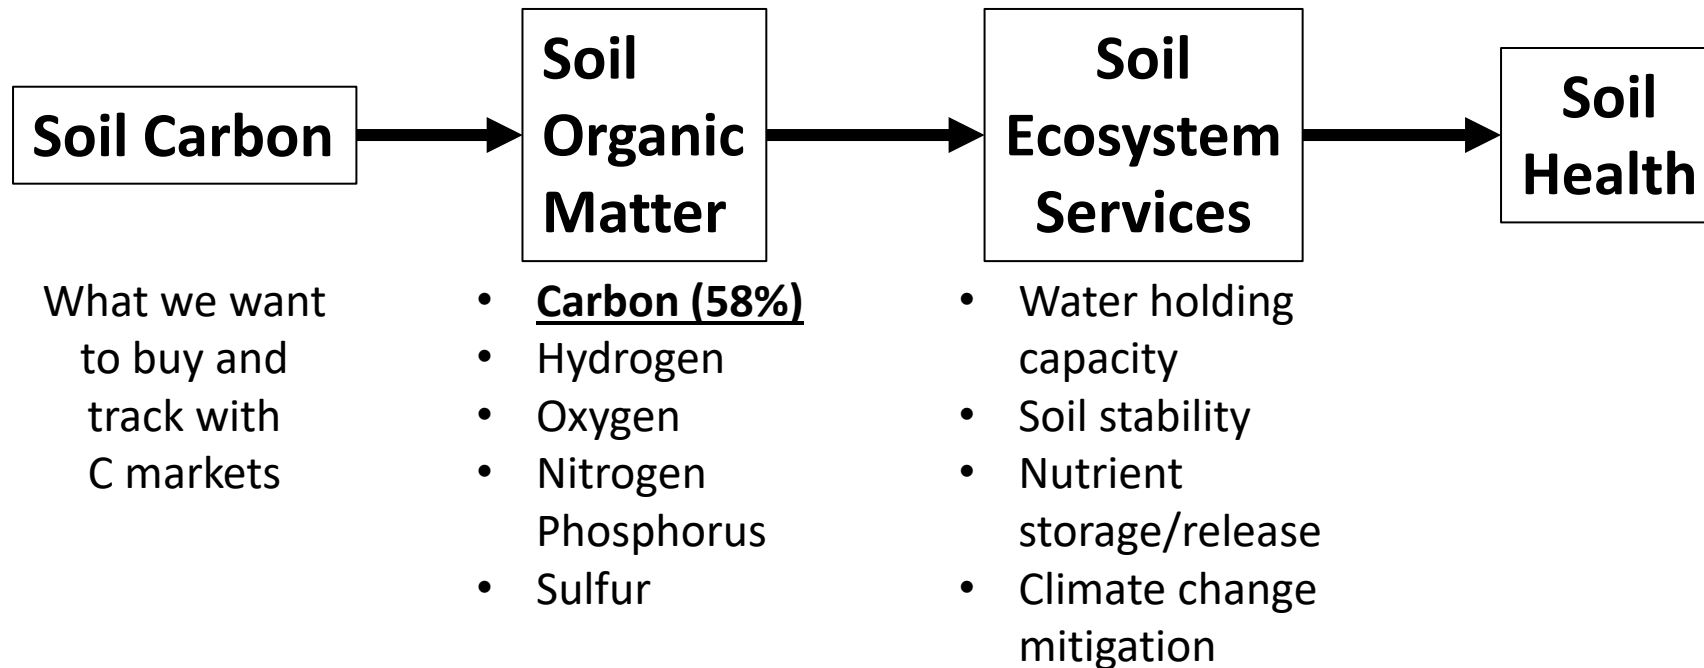 Soil Carbon
What we want
to buy and
track with
C markets
Soil
Organic
Matter
• Carbon (58%)
• Hydrogen
• Oxygen
• Nitrogen
Phosphorus
• Sulfur
Soil
Ecosystem
Services
• Water holding
capacity
• Soil stability
• Nutrient
storage/release
• Climate change
mitigation
Soil
Health